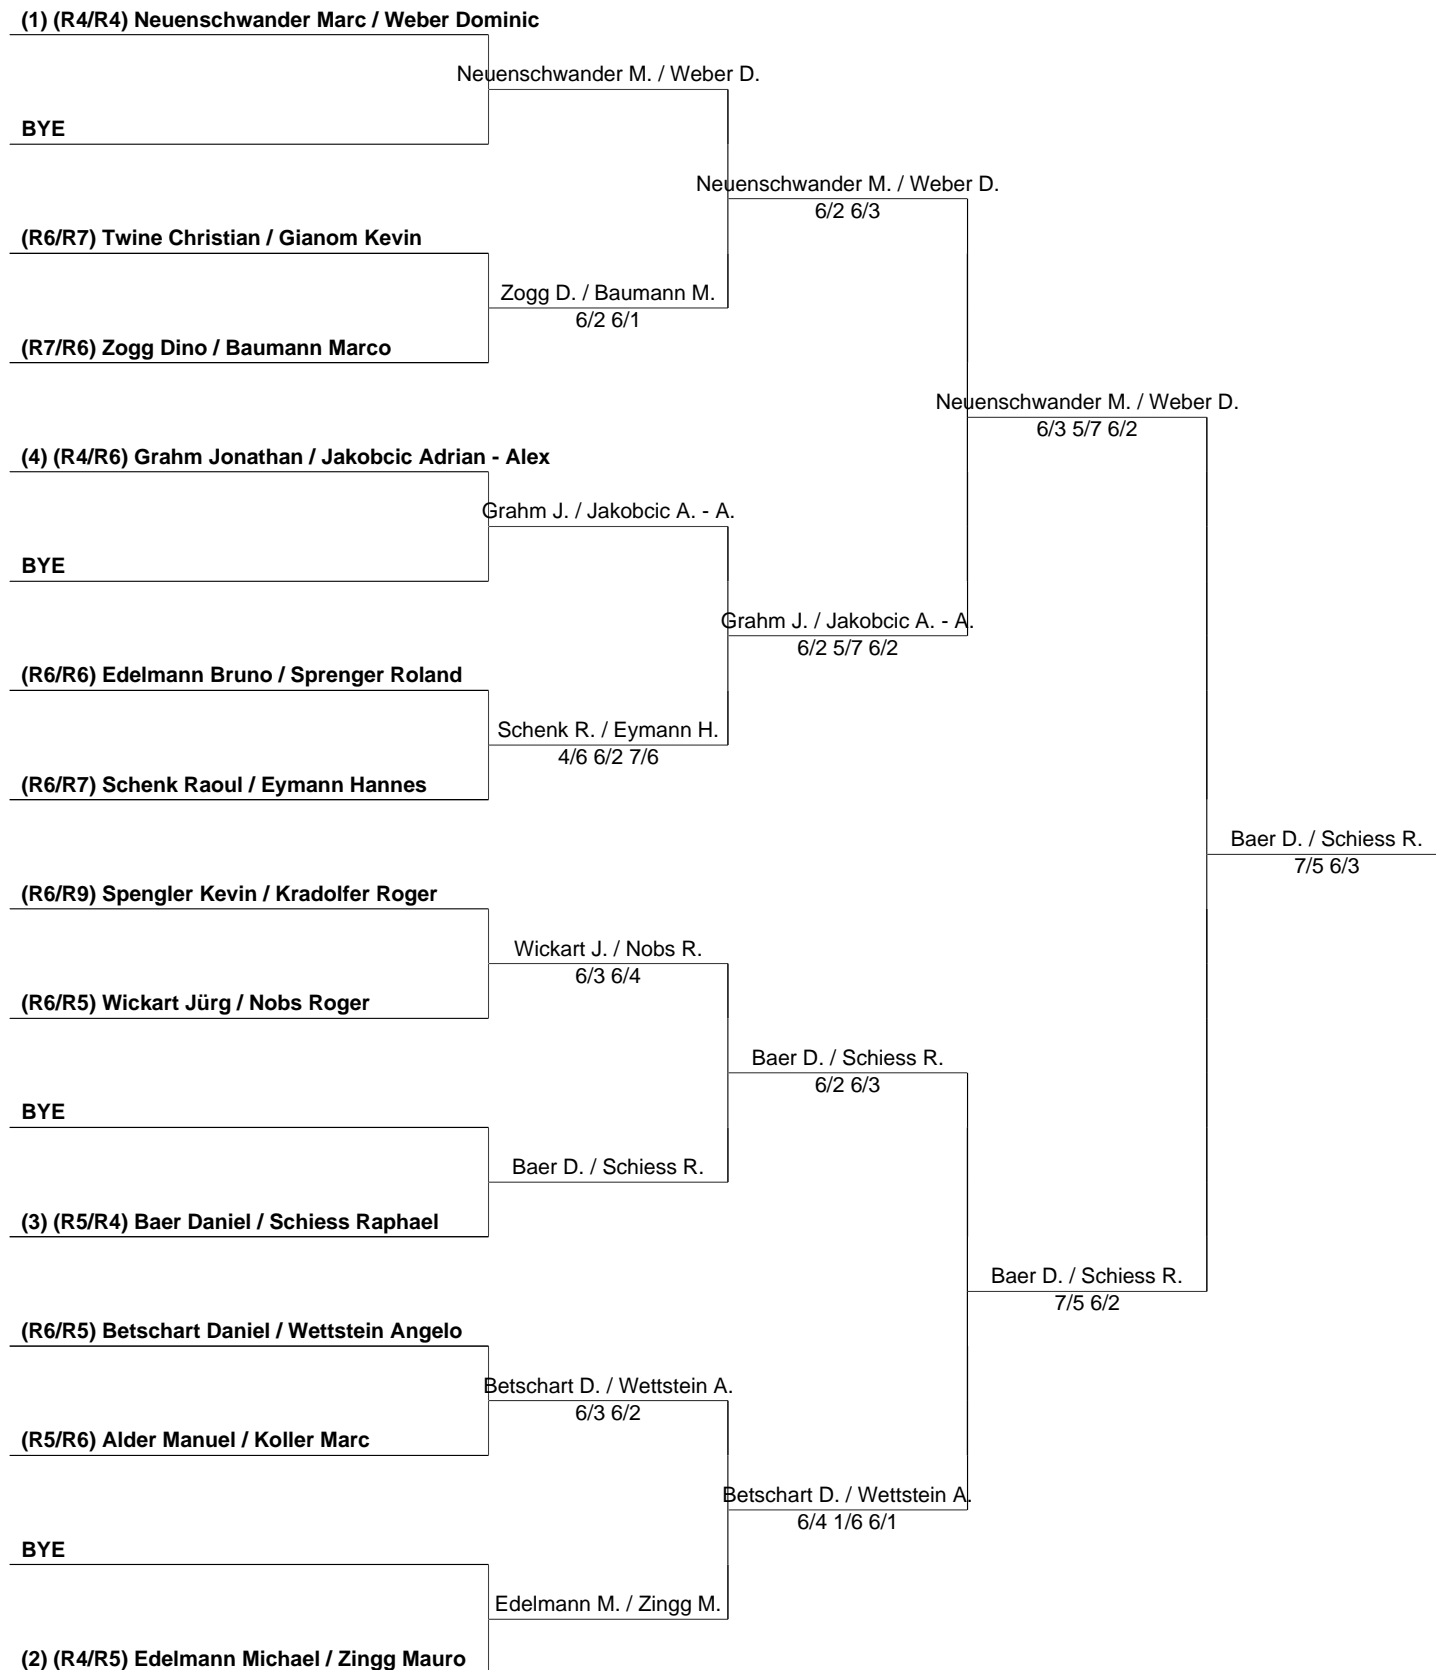 (1) (R4/R4) Neuenschwander Marc / Weber Dominic
Neuenschwander M. / Weber D.
BYE
Neuenschwander M. / Weber D.
6/2 6/3
(R6/R7) Twine Christian / Gianom Kevin
Zogg D. / Baumann M.
6/2 6/1
(R7/R6) Zogg Dino / Baumann Marco
Neuenschwander M. / Weber D.
6/3 5/7 6/2
(4) (R4/R6) Grahm Jonathan / Jakobcic Adrian - Alex
Grahm J. / Jakobcic A. - A.
BYE
Grahm J. / Jakobcic A. - A.
6/2 5/7 6/2
(R6/R6) Edelmann Bruno / Sprenger Roland
Schenk R. / Eymann H.
4/6 6/2 7/6
(R6/R7) Schenk Raoul / Eymann Hannes
Baer D. / Schiess R.
7/5 6/3
(R6/R9) Spengler Kevin / Kradolfer Roger
Wickart J. / Nobs R.
6/3 6/4
(R6/R5) Wickart Jürg / Nobs Roger
Baer D. / Schiess R.
6/2 6/3
BYE
Baer D. / Schiess R.
(3) (R5/R4) Baer Daniel / Schiess Raphael
Baer D. / Schiess R.
7/5 6/2
(R6/R5) Betschart Daniel / Wettstein Angelo
Betschart D. / Wettstein A.
6/3 6/2
(R5/R6) Alder Manuel / Koller Marc
Betschart D. / Wettstein A.
6/4 1/6 6/1
BYE
Edelmann M. / Zingg M.
(2) (R4/R5) Edelmann Michael / Zingg Mauro